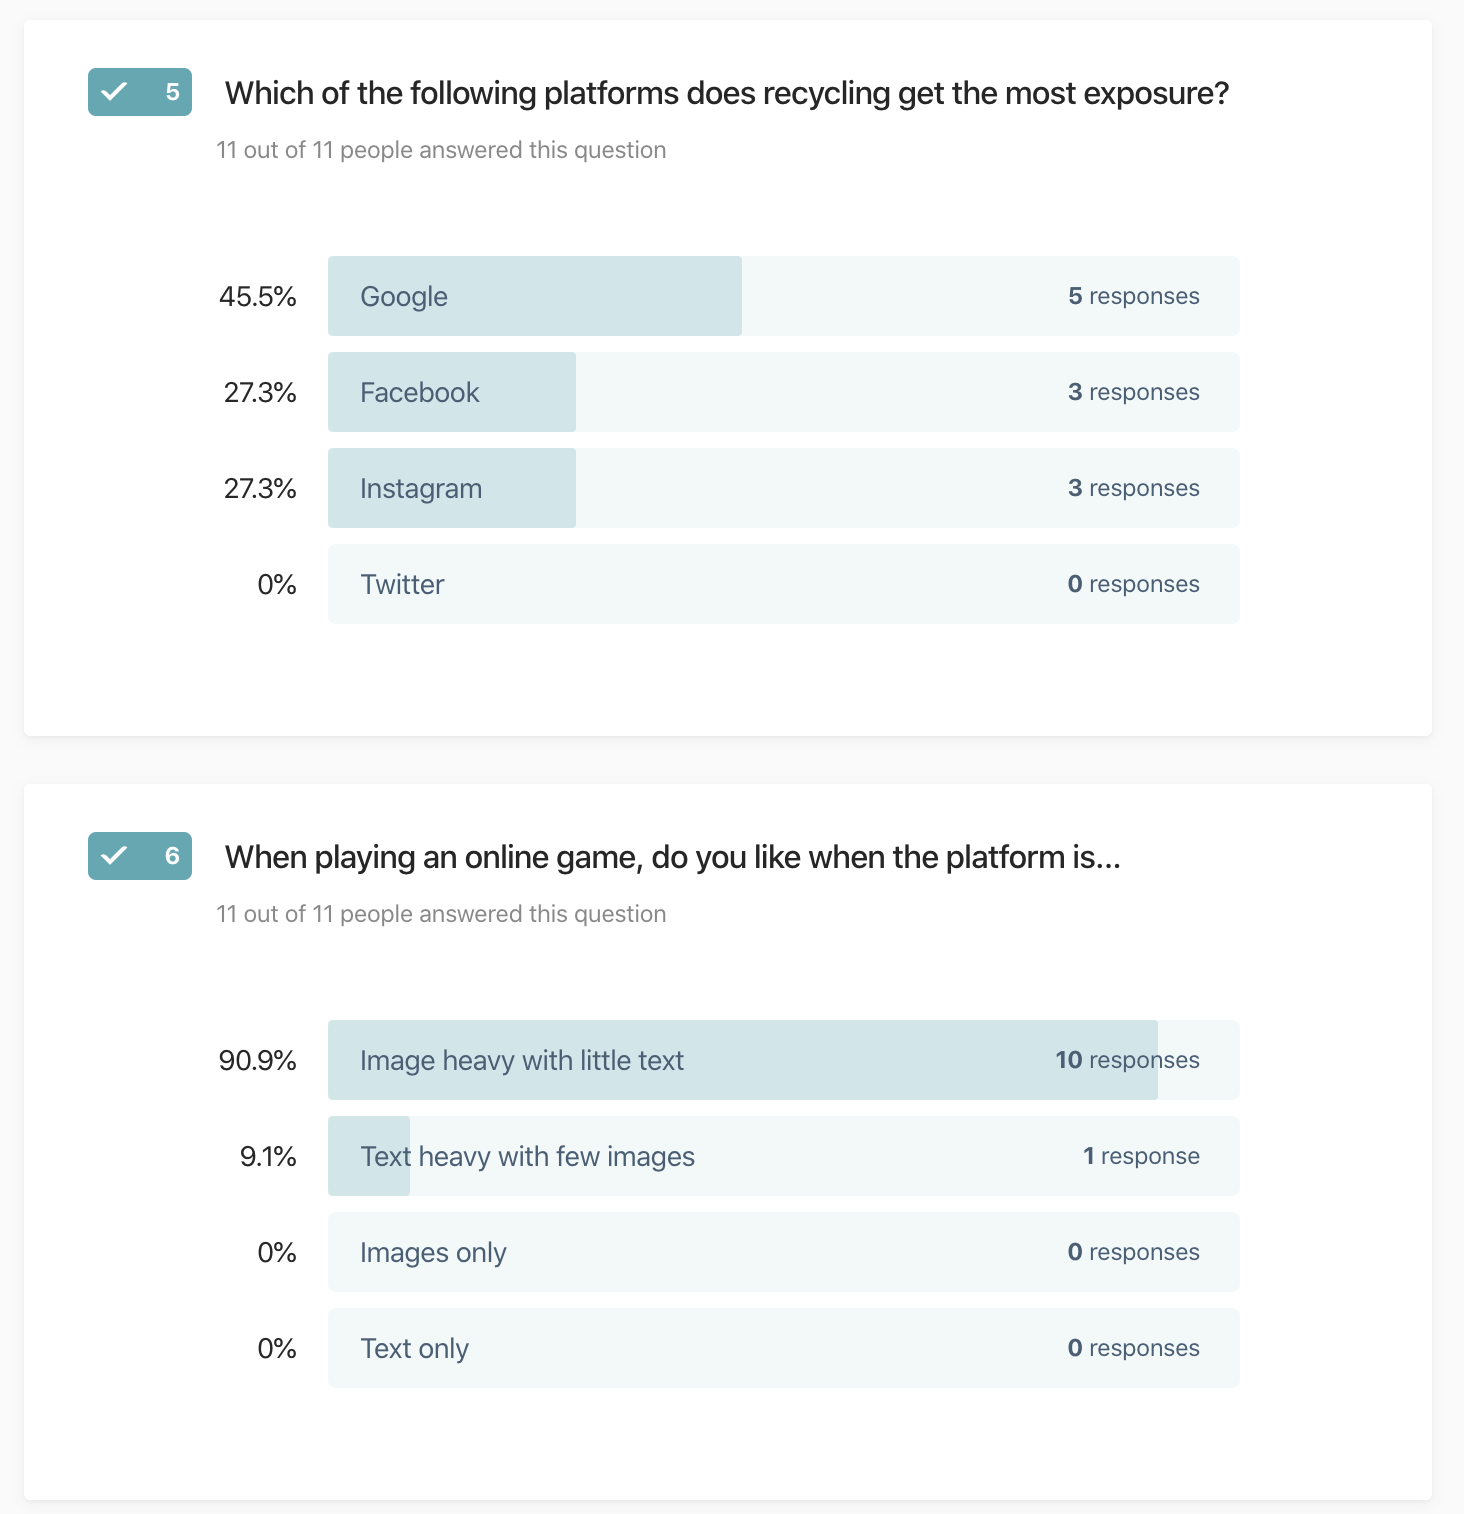 5 Which of the following platforms does recycling get the most exposure?
11 out of 11 people answered this question
45.5% Google 5 responses
27.3% Facebook 3 responses
27.3% Instagram 3 responses
0% Twitter 0 responses
6 When playing an online game, do you like when the platform is...
11 out of 11 people answered this question
90.9% Image heavy with little text 10 responses
9.1% Text heavy with few images 1 response
0% Images only 0 responses
0% Text only 0 responses